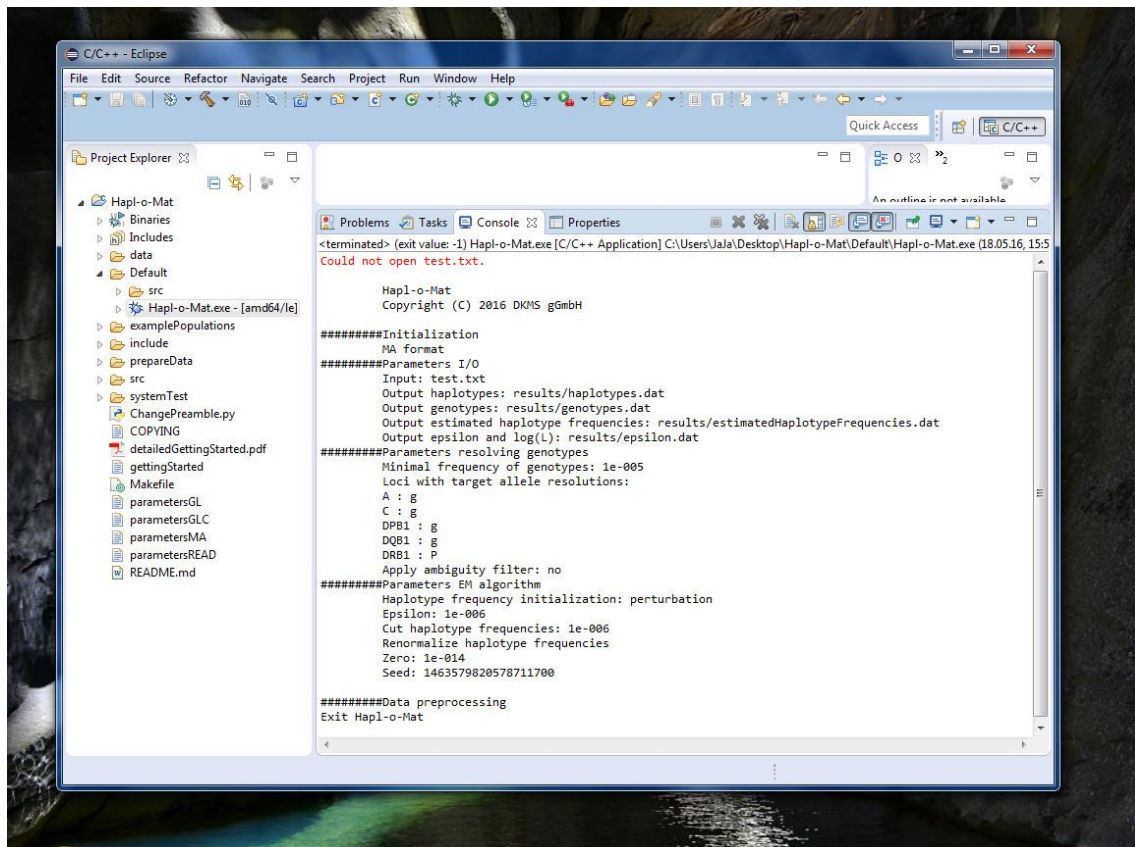 C/C++ - Eclipse
File Edit Source Refactor Navigate Search Project Run Window Help
Quick Access C/C++
Project Explorer
Hapl-o-Mat
Binaries
Includes
data
Default
src
Hapl-o-Mat.exe - [amd64/le]
examplePopulations
include
prepareData
src
systemTest
ChangePreamble.py
COPYING
detailedGettingStarted.pdf
gettingStarted
Makefile
parametersGL
parametersGLC
parametersMA
parametersREAD
README.md
O
2
An outline is not available.
Problems Tasks Console Properties
<terminated> (exit value: -1) Hapl-o-Mat.exe [C/C++ Application] C:\Users\JaJa\Desktop\Hapl-o-Mat\Default\Hapl-o-Mat.exe (18.05.16, 15:5
Could not open test.txt.
Hapl-o-Mat
Copyright (C) 2016 DKMS gGmbH
#########Initialization
MA format
#########Parameters I/O
Input: test.txt
Output haplotypes: results/haplotypes.dat
Output genotypes: results/genotypes.dat
Output estimated haplotype frequencies: results/estimatedHaplotypeFrequencies.dat
Output epsilon and log(L): results/epsilon.dat
#########Parameters resolving genotypes
Minimal frequency of genotypes: 1e-005
Loci with target allele resolutions:
A : g
C : g
DPB1 : g
DQB1 : g
DRB1 : P
Apply ambiguity filter: no
#########Parameters EM algorithm
Haplotype frequency initialization: perturbation
Epsilon: 1e-006
Cut haplotype frequencies: 1e-006
Renormalize haplotype frequencies
Zero: 1e-014
Seed: 1463579820578711700
#########Data preprocessing
Exit Hapl-o-Mat